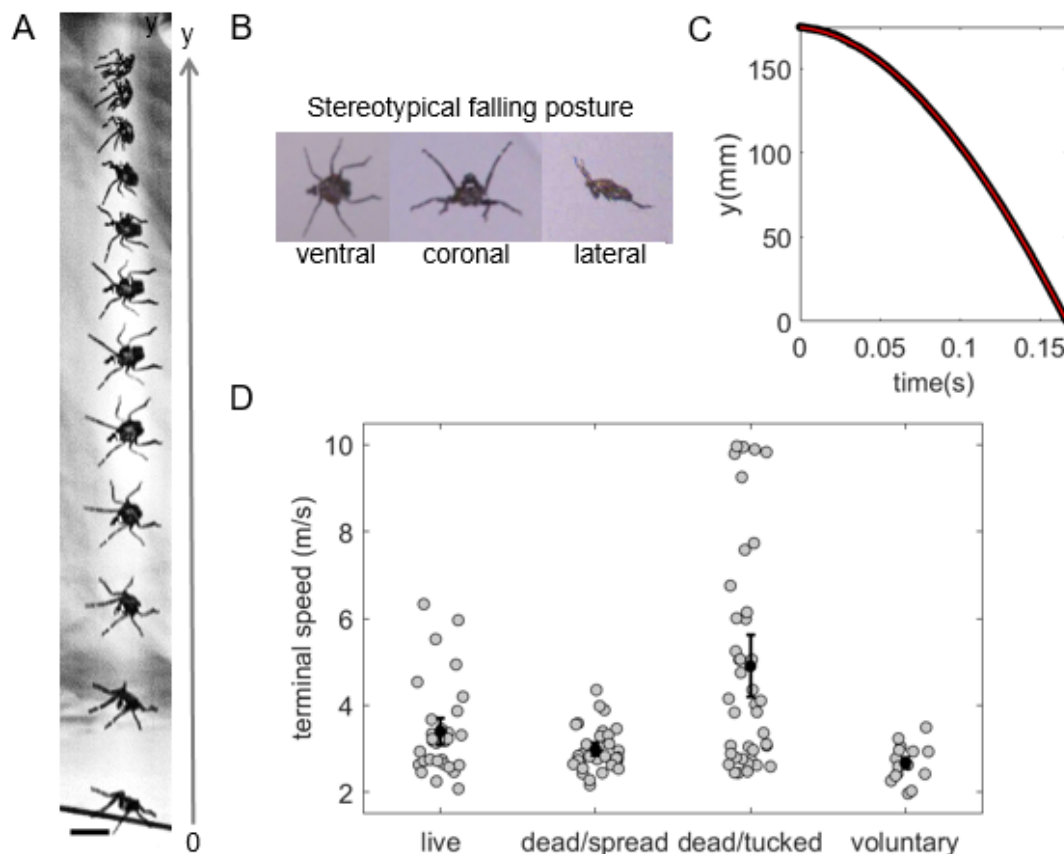 A
y
y
0
B
Stereotypical falling posture
ventral coronal lateral
C
y(mm)
150
100
50
0
0 0.05 0.1 0.15
time(s)
D
terminal speed (m/s)
10
8
6
4
2
live dead/spread dead/tucked voluntary